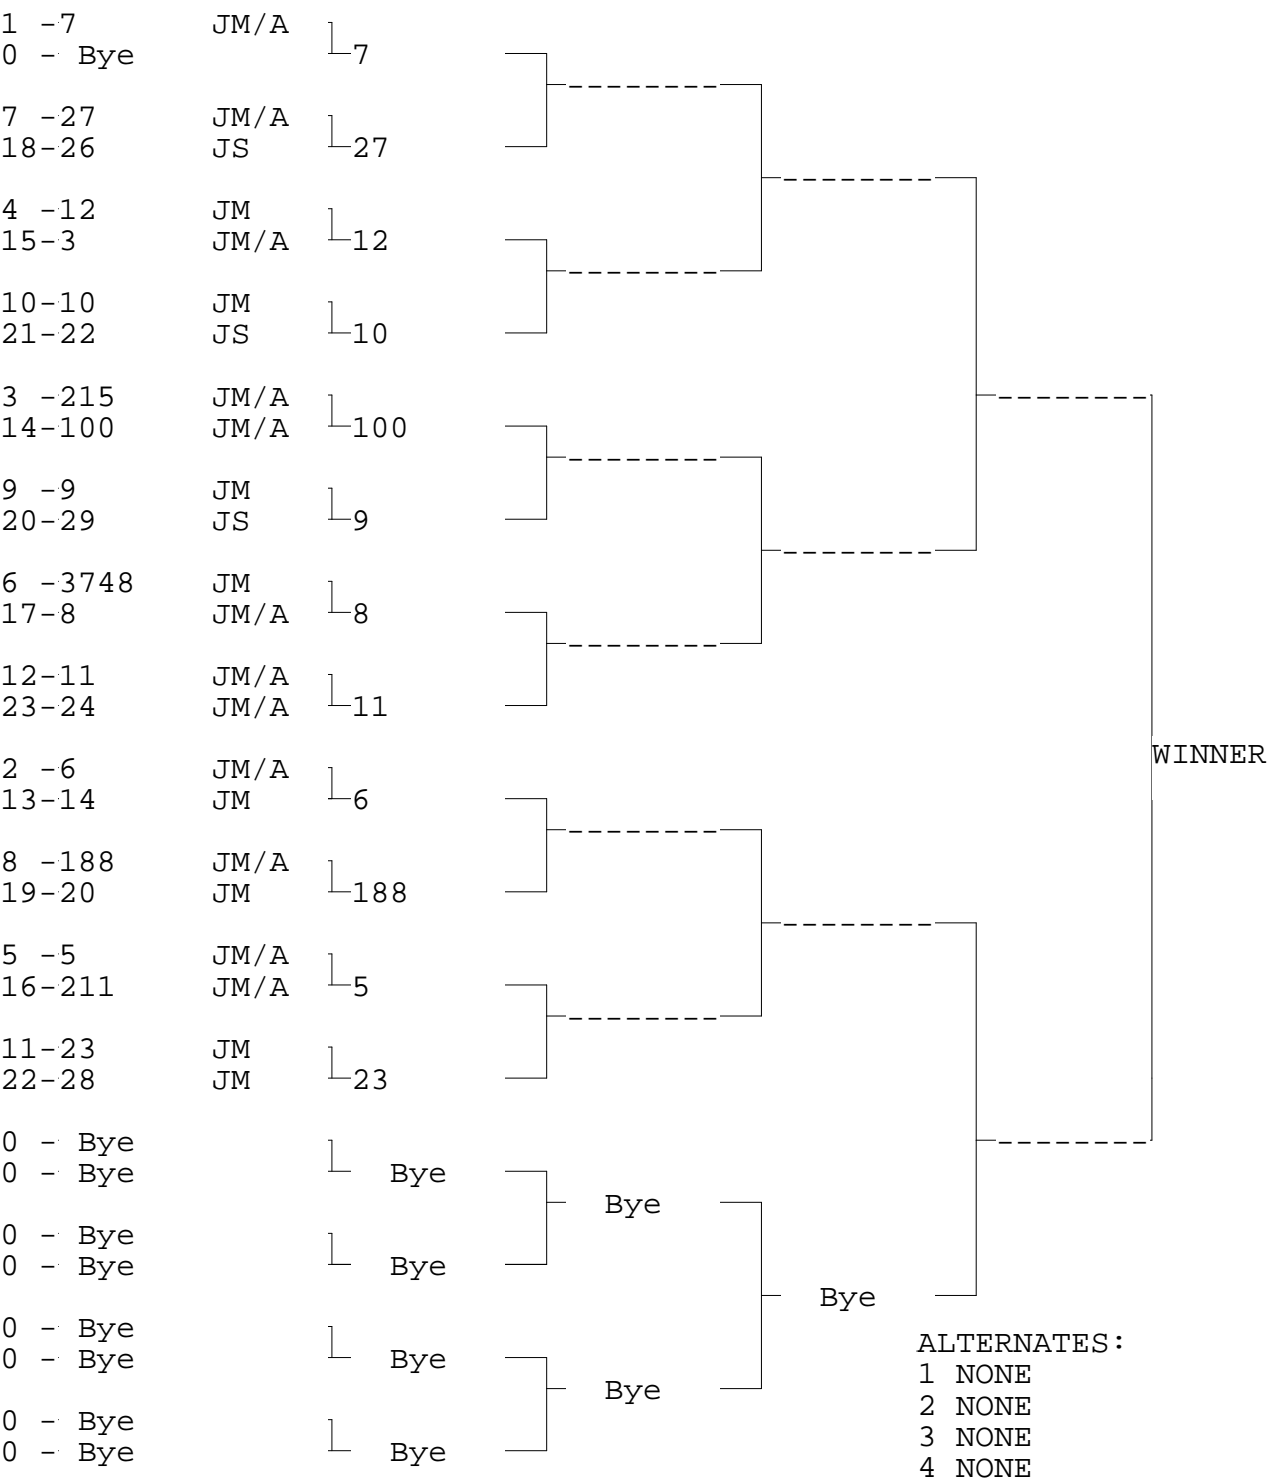 1 -7 JM/A
0 - Bye 7
7 -27 JM/A
18-26 JS 27
4 -12 JM
15-3 JM/A 12
10-10 JM
21-22 JS 10
3 -215 JM/A
14-100 JM/A 100
9 -9 JM
20-29 JS 9
6 -3748 JM
17-8 JM/A 8
12-11 JM/A
23-24 JM/A 11
WINNER
2 -6 JM/A
13-14 JM 6
8 -188 JM/A
19-20 JM 188
5 -5 JM/A
16-211 JM/A 5
11-23 JM
22-28 JM 23
0 - Bye
0 - Bye Bye
Bye
0 - Bye
0 - Bye Bye
Bye
0 - Bye
ALTERNATES:
0 - Bye Bye
1 NONE
Bye
2 NONE
0 - Bye
3 NONE
0 - Bye Bye
4 NONE